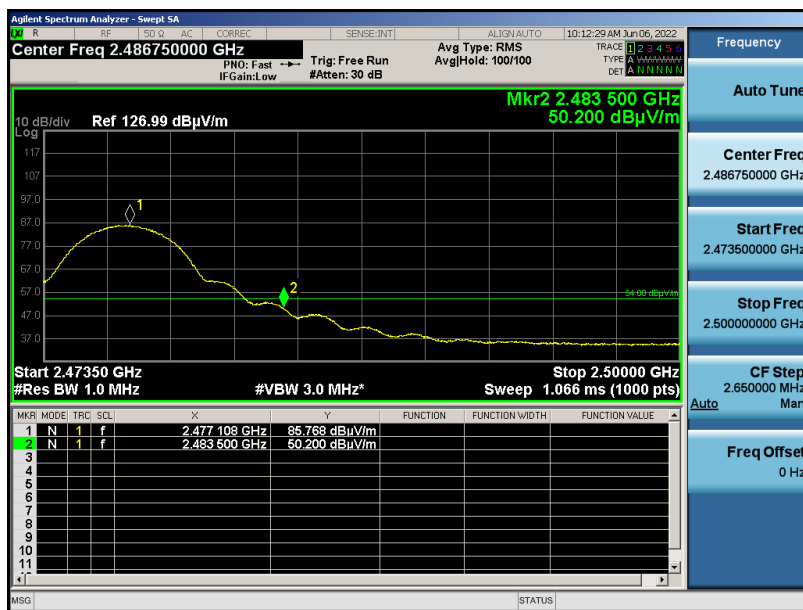 Agilent Spectrum Analyzer - Swept SA
LXI R RF 50 Ω AC CORREC SENSE:INT ALIGN AUTO 10:12:29 AM Jun 06, 2022
Center Freq 2.486750000 GHz
PNO: Fast
IFGain:Low
Trig: Free Run
#Atten: 30 dB
Avg Type: RMS
Avg|Hold: 100/100
TRACE 1 2 3 4 5 6
TYPE A WWWWW
DET A N N N N N
Mkr2 2.483 500 GHz
50.200 dBµV/m
10 dB/div Ref 126.99 dBµV/m
Log
117
107
97.0
87.0
77.0
67.0
57.0
47.0
37.0
1
2
54.00 dBµV/m
Start 2.47350 GHz Stop 2.50000 GHz
#Res BW 1.0 MHz #VBW 3.0 MHz* Sweep 1.066 ms (1000 pts)
MKR MODE TRC SCL X Y FUNCTION FUNCTION WIDTH FUNCTION VALUE
1 N 1 f 2.477 108 GHz 85.768 dBµV/m
2 N 1 f 2.483 500 GHz 50.200 dBµV/m
3
4
5
6
7
8
9
10
11
MSG STATUS
Frequency
Auto Tune
Center Freq
2.486750000 GHz
Start Freq
2.473500000 GHz
Stop Freq
2.500000000 GHz
CF Step
2.650000 MHz
Auto Man
Freq Offset
0 Hz